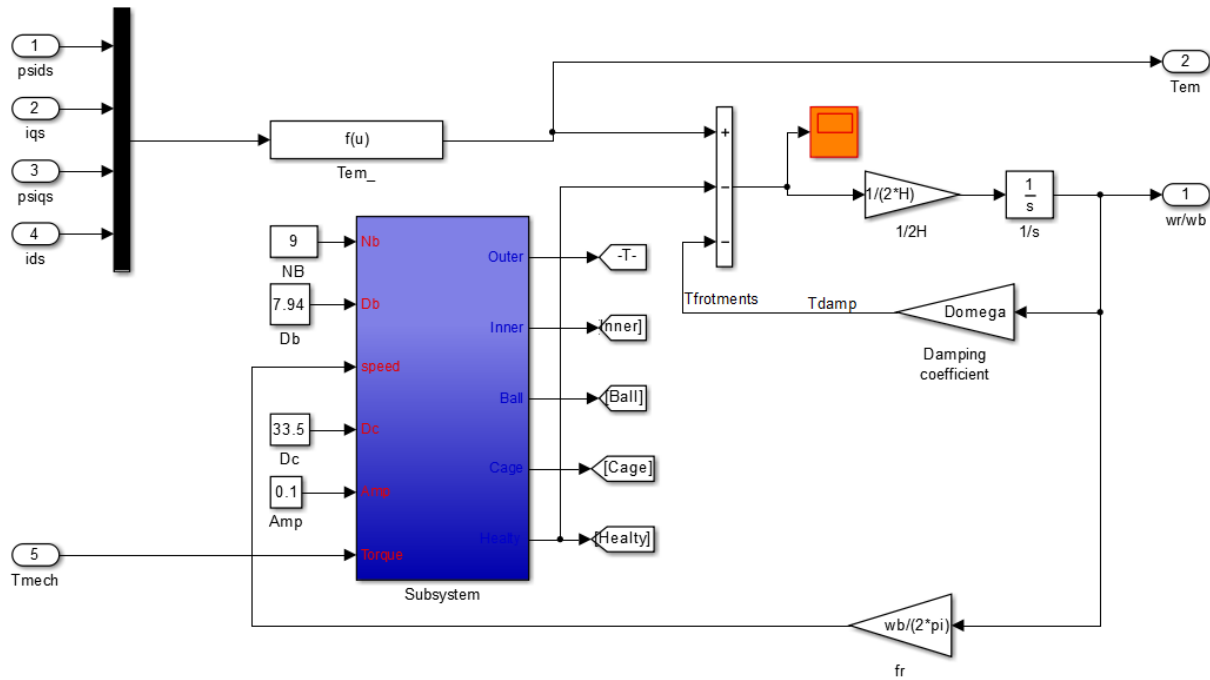 1
psids
2
iqs
3
psiqs
4
ids
f(u)
Tem_
2
Tem
+
−
−
1/(2*H)
1/2H
1
s
1/s
1
wr/wb
9
NB
7.94
Db
33.5
Dc
0.1
Amp
5
Tmech
Nb
Db
speed
Dc
Amp
Torque
Outer
Inner
Ball
Cage
Healty
Subsystem
-T-
[Ball]
[Cage]
[Healty]
Tfrotments
Tdamp
Domega
Damping
coefficient
wb/(2*pi)
fr